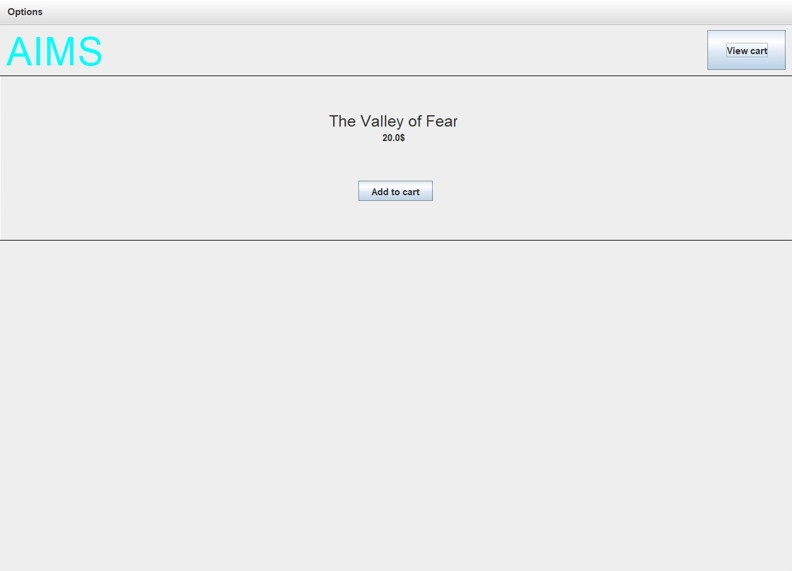 Options
AIMS
View cart
The Valley of Fear
20.0$
Add to cart